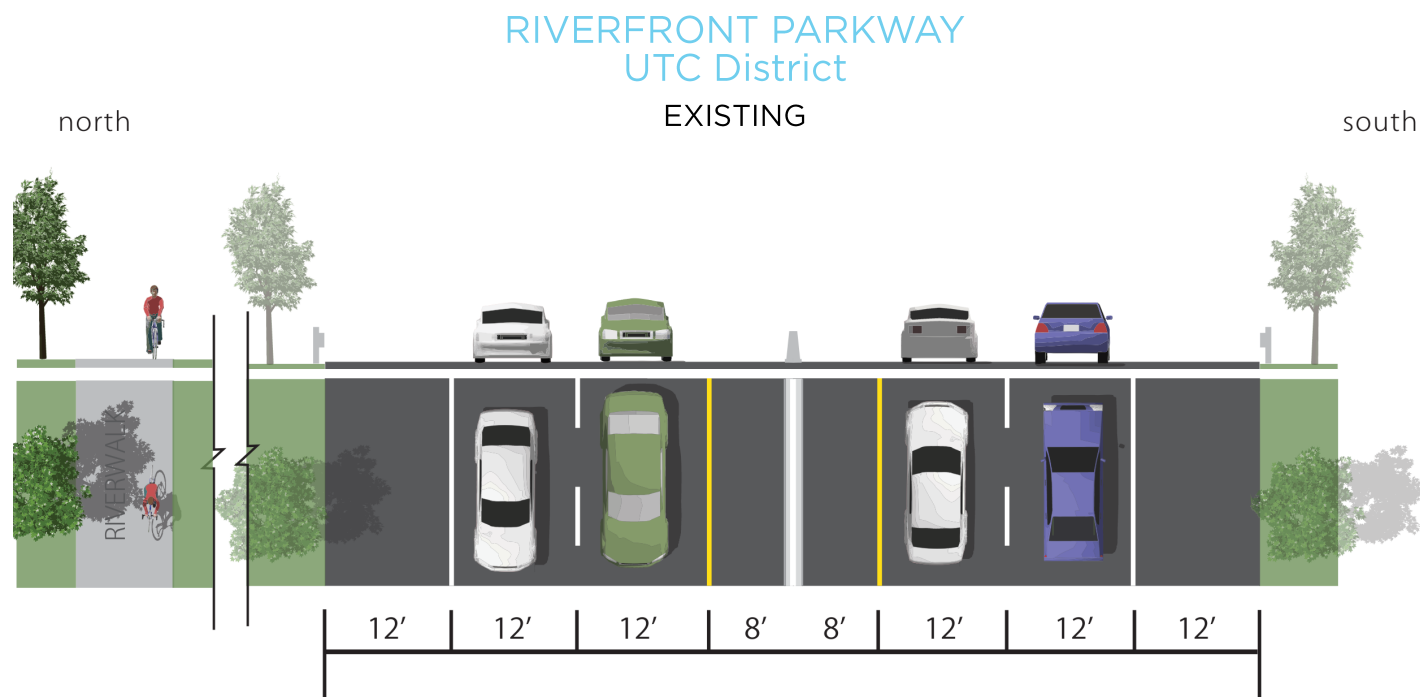 RIVERFRONT PARKWAY
UTC District
EXISTING
north
south
RIVERWALK
12’ 12’ 12’ 8’ 8’ 12’ 12’ 12’